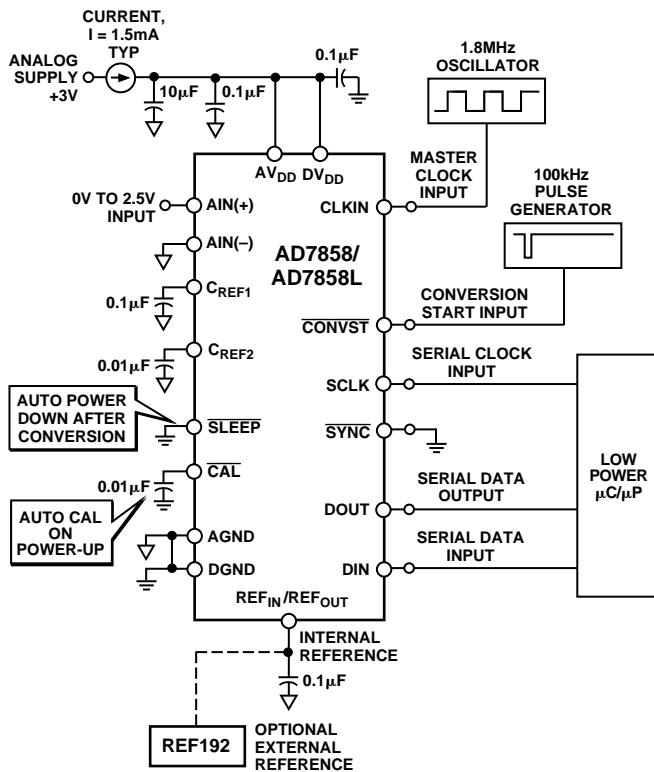 CURRENT,
I = 1.5mA
TYP
ANALOG
SUPPLY
+3V
10μF
0.1μF
0.1μF
1.8MHz
OSCILLATOR
AVDD DVDD
MASTER
CLOCK
INPUT
0V TO 2.5V
INPUT
AIN(+)
CLKIN
100kHz
PULSE
GENERATOR
AIN(–)
AD7858/
AD7858L
CREF1
0.1μF
CONVERSION
START INPUT
CONVST
CREF2
0.01μF
SERIAL CLOCK
INPUT
SCLK
AUTO POWER
DOWN AFTER
CONVERSION
SLEEP
SYNC
LOW
POWER
μC/μP
CAL
0.01μF
SERIAL DATA
OUTPUT
DOUT
AUTO CAL
ON
POWER-UP
AGND
SERIAL DATA
INPUT
DGND
DIN
REFIN/REFOUT
INTERNAL
REFERENCE
0.1μF
REF192
OPTIONAL
EXTERNAL
REFERENCE